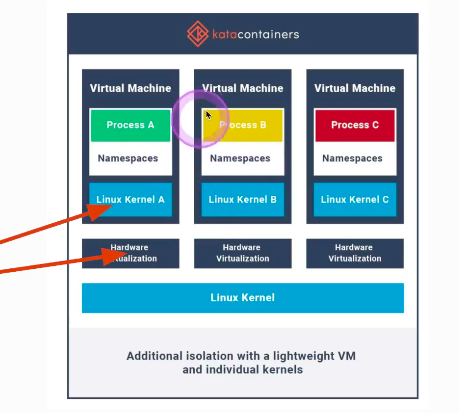 katacontainers
Virtual Machine
Virtual Machine
Virtual Machine
Process A
Process B
Process C
Namespaces
Namespaces
Namespaces
Linux Kernel A
Linux Kernel B
Linux Kernel C
Hardware
Hardware
Hardware
Virtualization
Virtualization
Virtualization
Linux Kernel
Additional isolation with a lightweight VM
and individual kernels